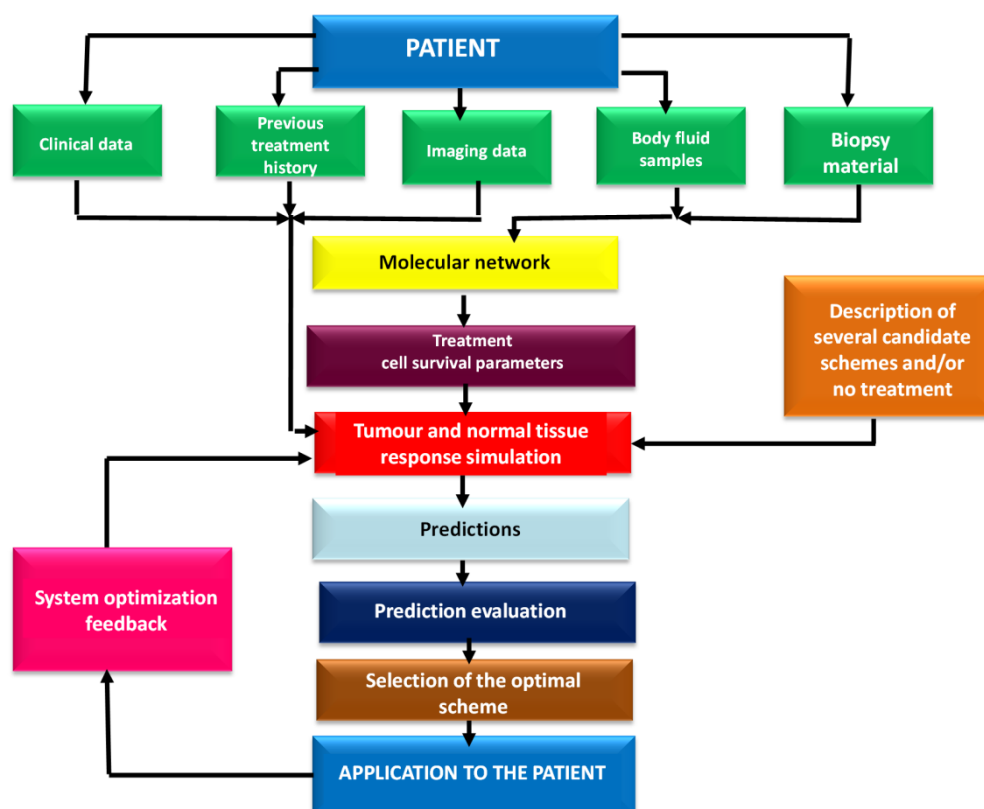 PATIENT
Clinical data
Previous
treatment
history
Imaging data
Body fluid
samples
Biopsy
material
Molecular network
Treatment
cell survival parameters
Description of
several candidate
schemes and/or
no treatment
Tumour and normal tissue
response simulation
Predictions
System optimization
feedback
Prediction evaluation
Selection of the optimal
scheme
APPLICATION TO THE PATIENT